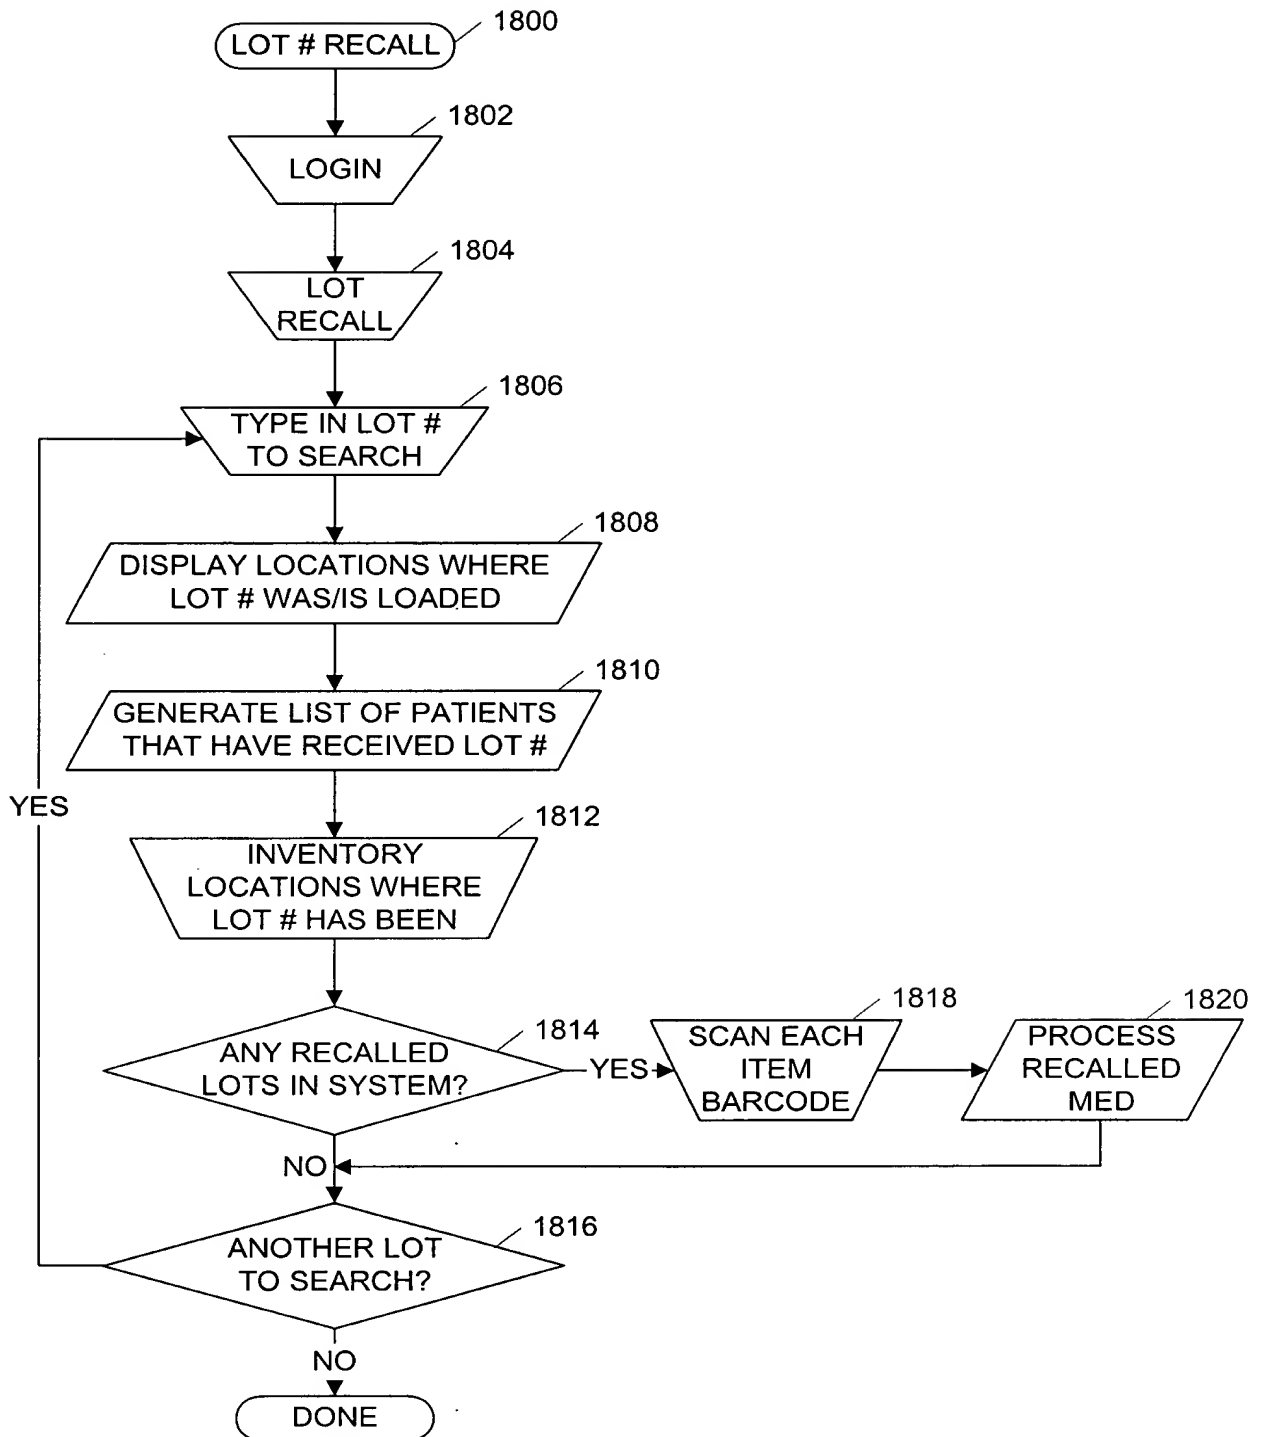 1800
LOT # RECALL
1802
LOGIN
1804
LOT
RECALL
1806
TYPE IN LOT #
TO SEARCH
1808
DISPLAY LOCATIONS WHERE
LOT # WAS/IS LOADED
1810
GENERATE LIST OF PATIENTS
THAT HAVE RECEIVED LOT #
YES
1812
INVENTORY
LOCATIONS WHERE
LOT # HAS BEEN
1814
ANY RECALLED
LOTS IN SYSTEM?
YES
1818
SCAN EACH
ITEM
BARCODE
1820
PROCESS
RECALLED
MED
NO
1816
ANOTHER LOT
TO SEARCH?
NO
DONE